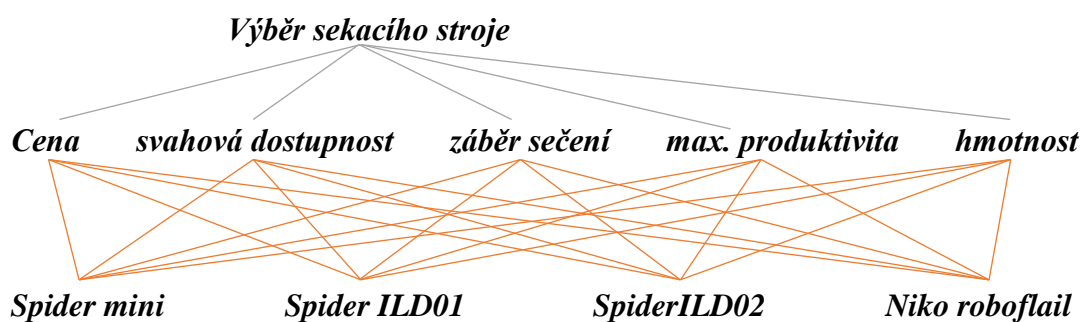 Výběr sekacího stroje
Cena svahová dostupnost záběr sečení max. produktivita hmotnost
Spider mini Spider ILD01 SpiderILD02 Niko roboflail